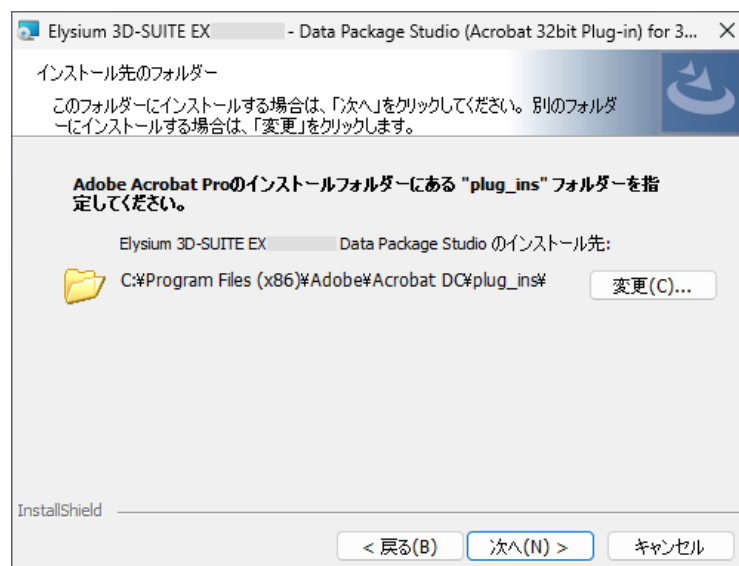 Elysium 3D-SUITE EX - Data Package Studio (Acrobat 32bit Plug-in) for 3...
インストール先のフォルダー
このフォルダーにインストールする場合は、「次へ」をクリックしてください。別のフォルダ
ーにインストールする場合は、「変更」をクリックします。
Adobe Acrobat Proのインストールフォルダーにある "plug_ins" フォルダーを指
定してください。
Elysium 3D-SUITE EX Data Package Studio のインストール先:
C:¥Program Files (x86)¥Adobe¥Acrobat DC¥plug_ins¥
変更(C)...
InstallShield
< 戻る(B)
次へ(N) >
キャンセル